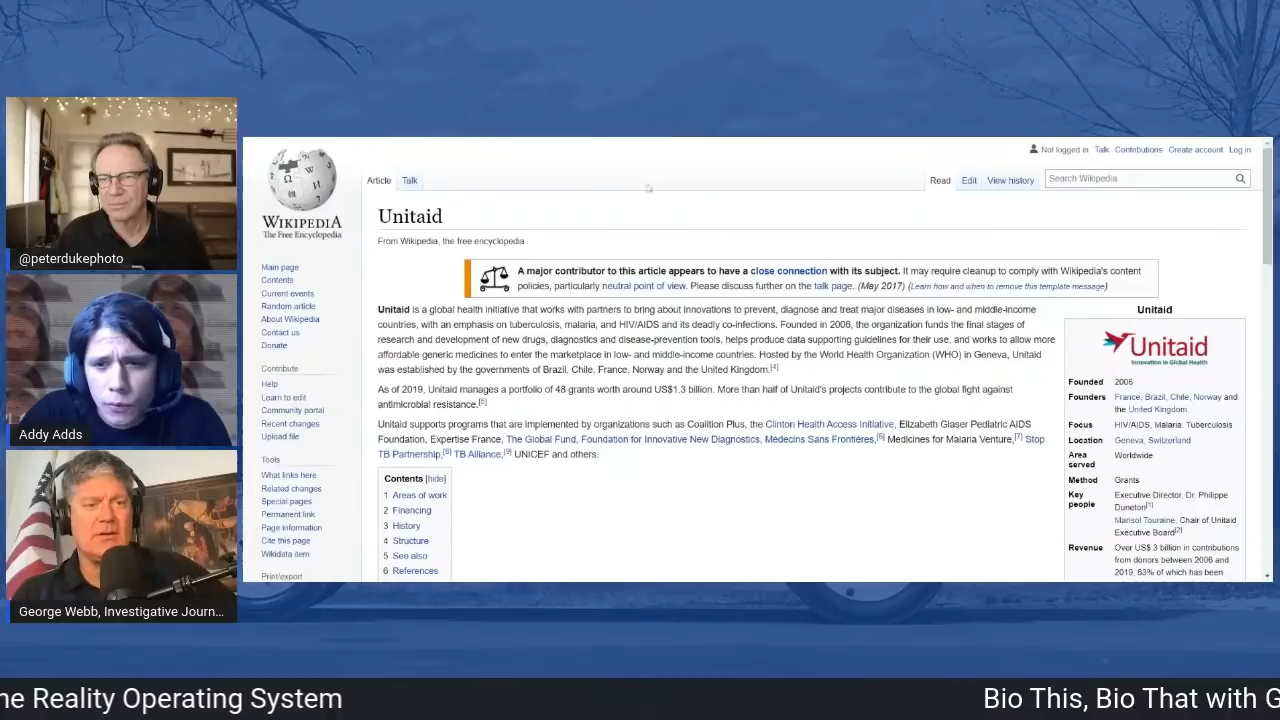 @peterdukephoto
Addy Adds
George Webb, Investigative Journ...
WIKIPEDIA
The Free Encyclopedia
Main page
Contents
Current events
Random article
About Wikipedia
Contact us
Donate
Contribute
Help
Learn to edit
Community portal
Recent changes
Upload file
Tools
What links here
Related changes
Special pages
Permanent link
Page information
Cite this page
Wikidata item
Print/export
Not logged in Talk Contributions Create account Log in
Article Talk
Read Edit View history Search Wikipedia
Unitaid
From Wikipedia, the free encyclopedia
A major contributor to this article appears to have a close connection with its subject. It may require cleanup to comply with Wikipedia's content
policies, particularly neutral point of view. Please discuss further on the talk page. (May 2017) (Learn how and when to remove this template message)
Unitaid is a global health initiative that works with partners to bring about innovations to prevent, diagnose and treat major diseases in low- and middle-income
countries, with an emphasis on tuberculosis, malaria, and HIV/AIDS and its deadly co-infections. Founded in 2006, the organization funds the final stages of
research and development of new drugs, diagnostics and disease-prevention tools, helps produce data supporting guidelines for their use, and works to allow more
affordable generic medicines to enter the marketplace in low- and middle-income countries. Hosted by the World Health Organization (WHO) in Geneva, Unitaid
was established by the governments of Brazil, Chile, France, Norway and the United Kingdom.[4]
As of 2019, Unitaid manages a portfolio of 48 grants worth around US$1.3 billion. More than half of Unitaid's projects contribute to the global fight against
antimicrobial resistance.[5]
Unitaid supports programs that are implemented by organizations such as Coalition Plus, the Clinton Health Access Initiative, Elizabeth Glaser Pediatric AIDS
Foundation, Expertise France, The Global Fund, Foundation for Innovative New Diagnostics, Médecins Sans Frontières,[6] Medicines for Malaria Venture,[7] Stop
TB Partnership,[8] TB Alliance,[9] UNICEF and others.
Contents [hide]
1 Areas of work
2 Financing
3 History
4 Structure
5 See also
6 References
Unitaid
Unitaid
Innovation in Global Health
Founded 2006
Founders France, Brazil, Chile, Norway and
the United Kingdom
Focus HIV/AIDS, Malaria, Tuberculosis
Location Geneva, Switzerland
Area
served Worldwide
Method Grants
Key
people Executive Director, Dr. Philippe
Duneton[1]
Marisol Touraine, Chair of Unitaid
Executive Board[2]
Revenue Over US$ 3 billion in contributions
from donors between 2006 and
2019, 63% of which has been
ne Reality Operating System
Bio This, Bio That with G